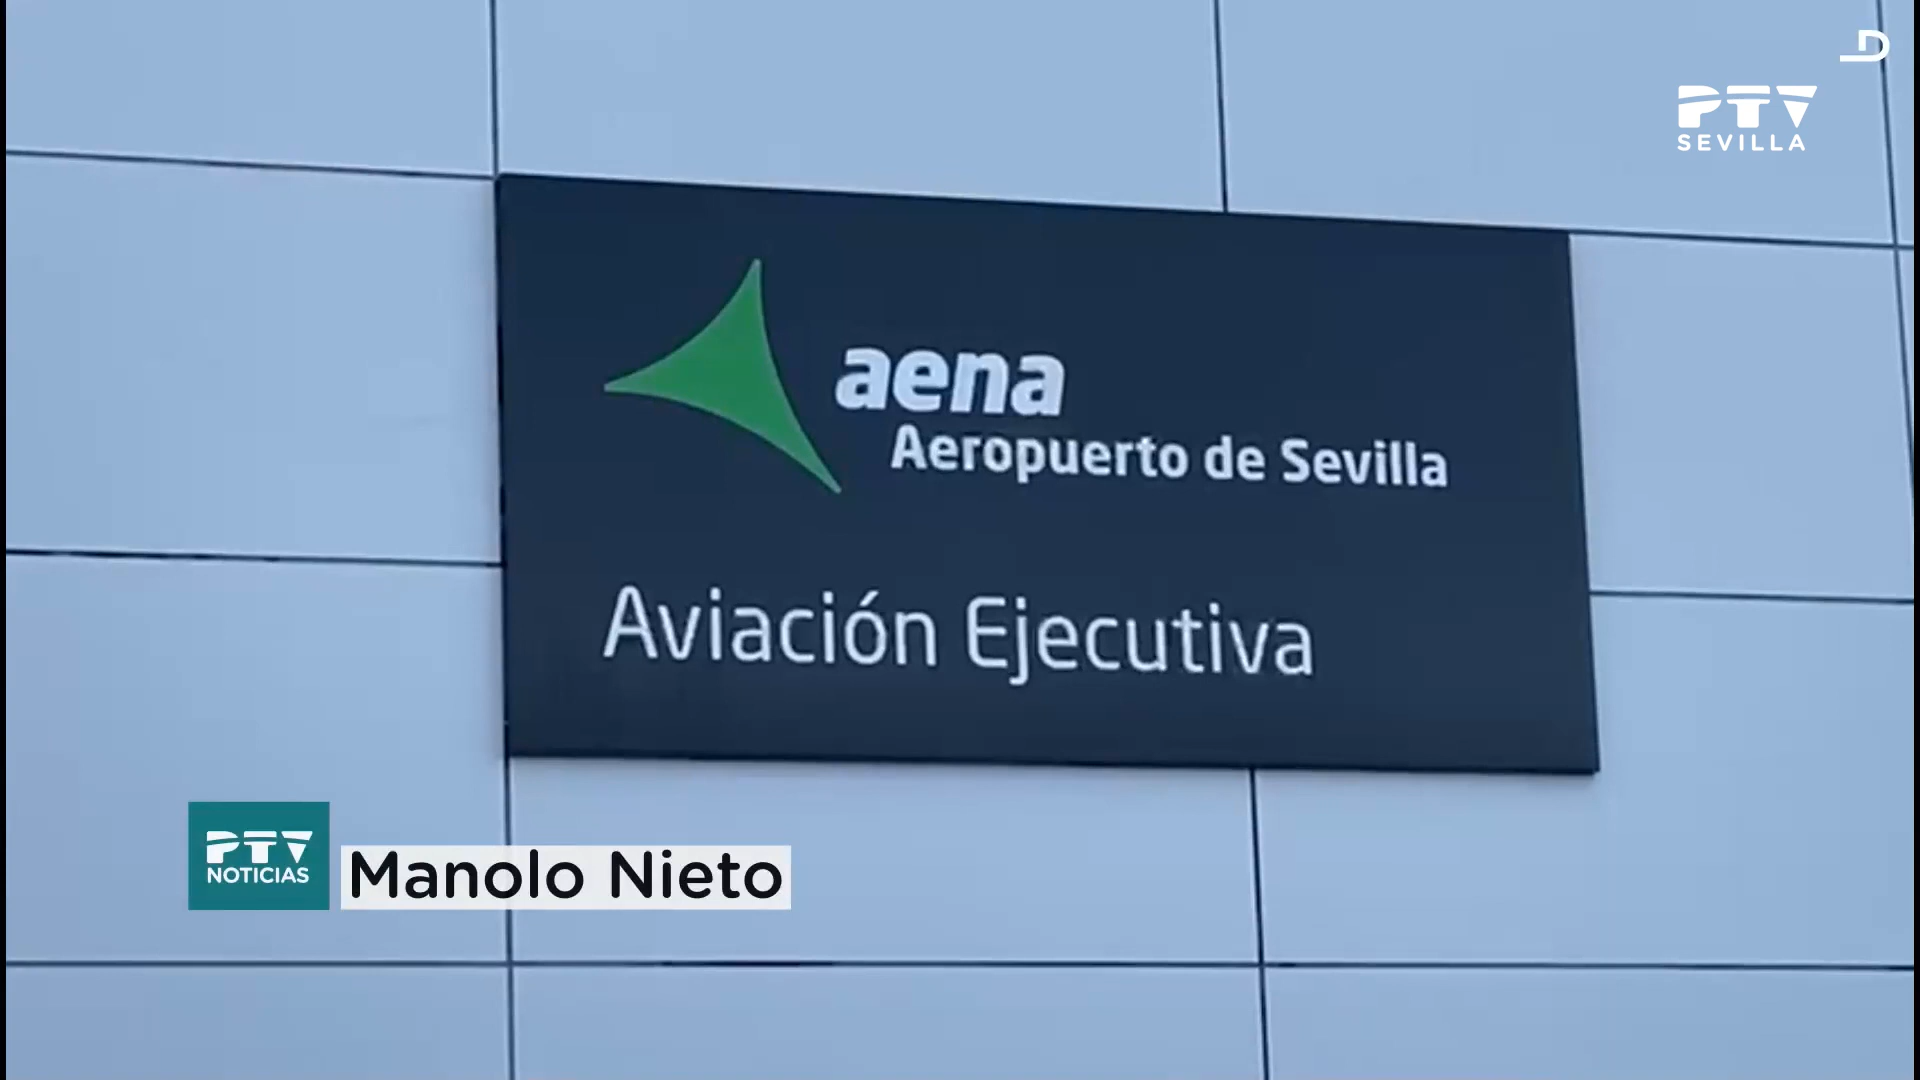 D
PTV
SEVILLA
aena
Aeropuerto de Sevilla
Aviación Ejecutiva
PTV
NOTICIAS
Manolo Nieto